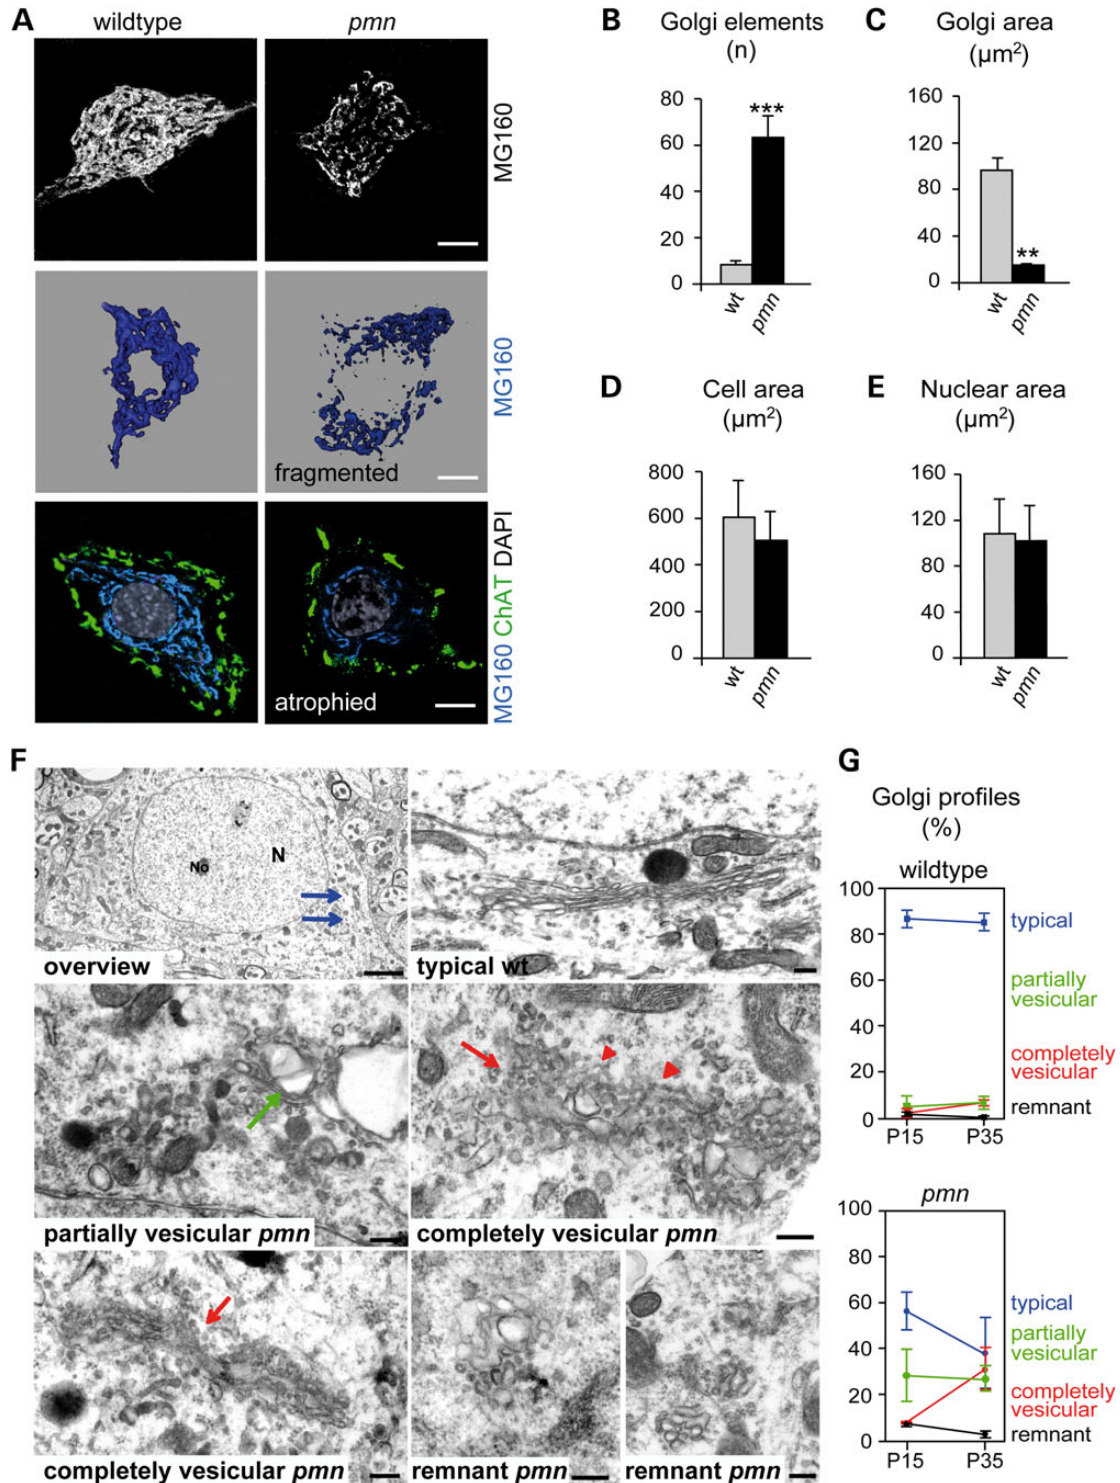 A
wildtype
pmn
MG160
fragmented
MG160
atrophied
MG160 ChAT DAPI
B
Golgi elements
(n)
80
60
40
20
0
***
wt
pmn
C
Golgi area
(µm²)
160
120
80
40
0
**
wt
pmn
D
Cell area
(µm²)
800
600
400
200
0
wt
pmn
E
Nuclear area
(µm²)
160
120
80
40
0
wt
pmn
F
No
N
overview
typical wt
partially vesicular pmn
completely vesicular pmn
completely vesicular pmn
remnant pmn
remnant pmn
G
Golgi profiles
(%)
wildtype
100
80
60
40
20
0
typical
partially
vesicular
completely
vesicular
remnant
P15
P35
pmn
100
80
60
40
20
0
typical
partially
vesicular
completely
vesicular
remnant
P15
P35